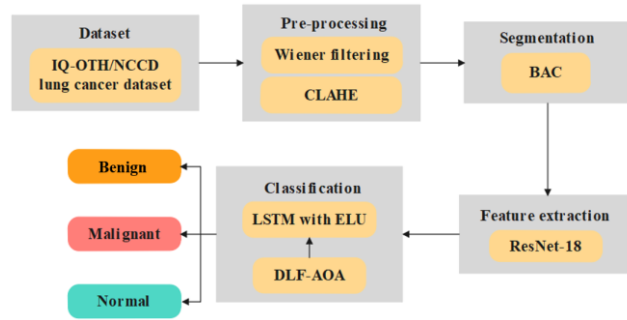 Dataset
IQ-OTH/NCCD
lung cancer dataset
Pre-processing
Wiener filtering
CLAHE
Segmentation
BAC
Feature extraction
ResNet-18
Classification
LSTM with ELU
DLF-AOA
Benign
Malignant
Normal